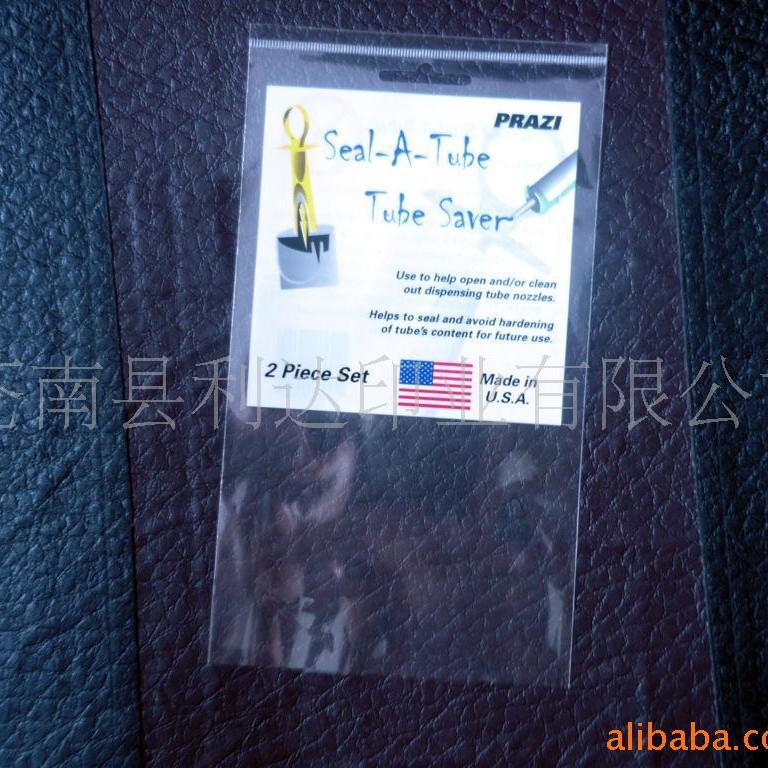 PRAZI
Seal-A-Tube
Tube Saver
Use to help open and/or clean
out dispensing tube nozzles.
Helps to seal and avoid hardening
of tube's content for future use.
2 Piece Set
Made in
U.S.A.
苍南县利达印业有限公司
alibaba.co